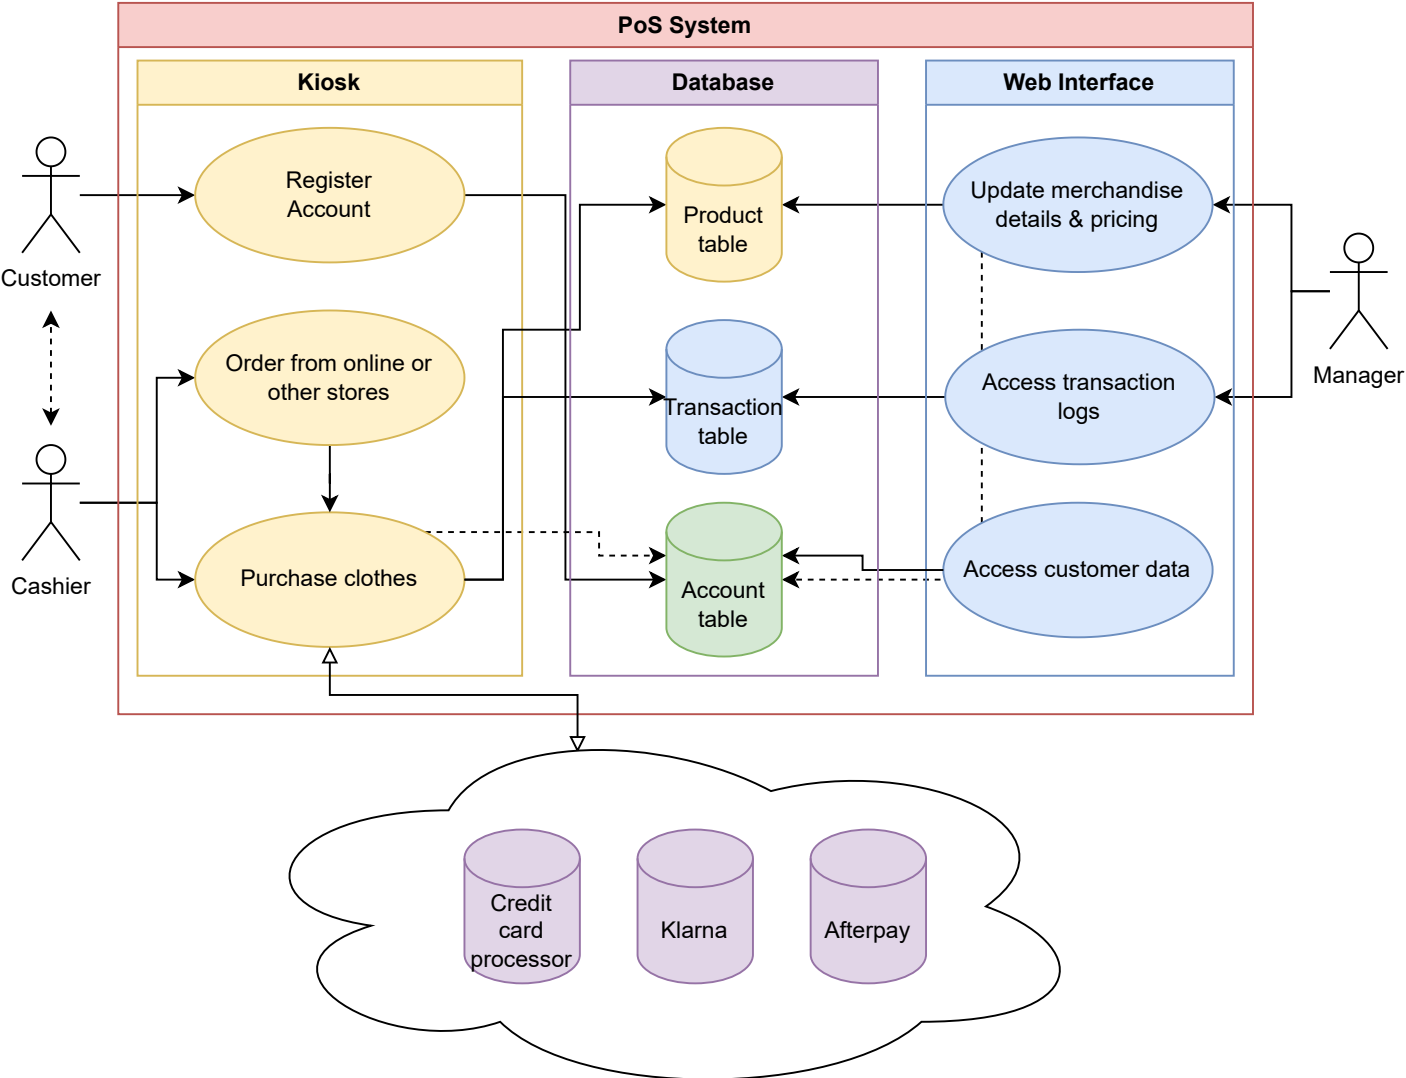 PoS System
Kiosk
Database
Web Interface
Register
Account
Product
table
Update merchandise
details & pricing
Customer
Order from online or
other stores
Transaction
table
Access transaction
logs
Manager
Cashier
Purchase clothes
Account
table
Access customer data
Credit
card
processor
Klarna
Afterpay